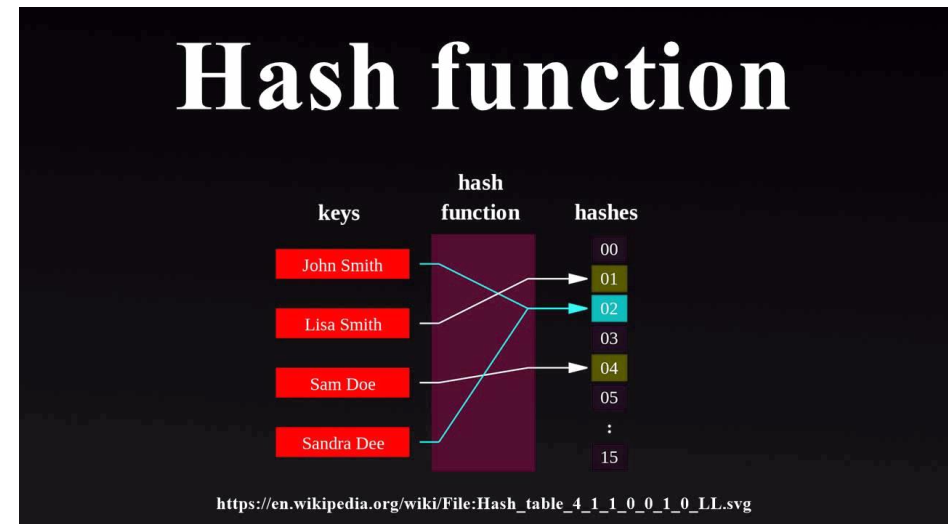 Hash function
hash
keys function hashes
00
John Smith
01
02
Lisa Smith
03
04
Sam Doe
05
:
Sandra Dee
15
https://en.wikipedia.org/wiki/File:Hash_table_4_1_1_0_0_1_0_LL.svg